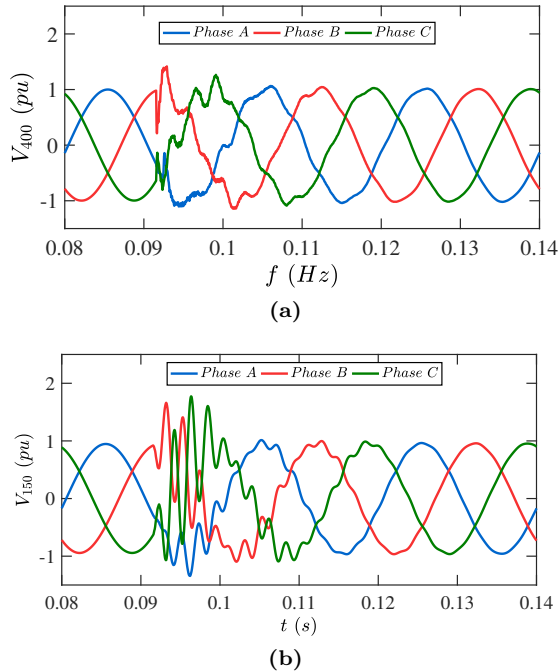 2
1
0
-1
V400 (pu)
Phase A Phase B Phase C
0.08 0.09 0.1 0.11 0.12 0.13 0.14
f (Hz)
(a)
2
1
0
-1
V150 (pu)
Phase A Phase B Phase C
0.08 0.09 0.1 0.11 0.12 0.13 0.14
t (s)
(b)